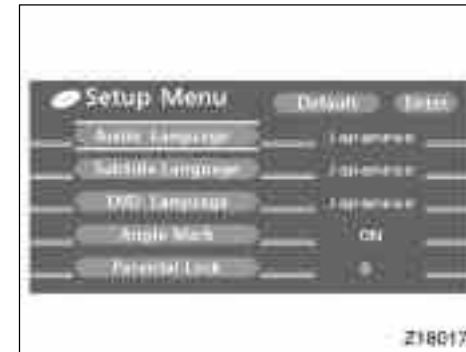 Setup Menu Default Enter
Audio Language Japanese
Subtitle Language Japanese
DVD Language Japanese
Angle Mark ON
Parental Lock 8
Z18017